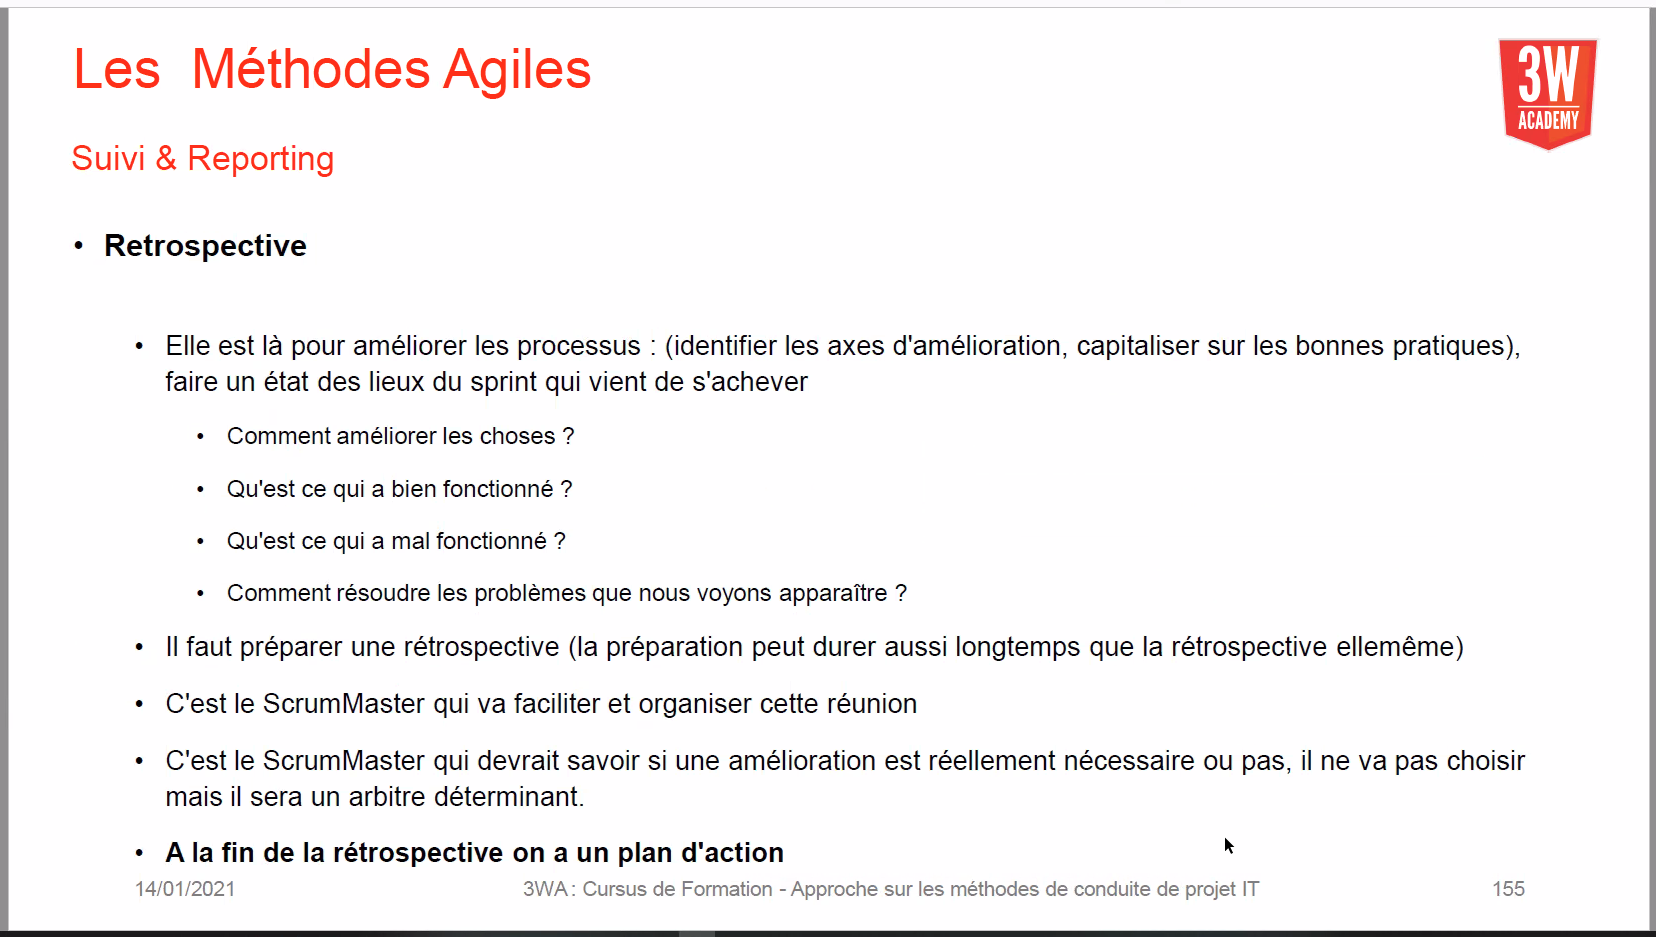 Les Méthodes Agiles
3W
ACADEMY
Suivi & Reporting
• Retrospective
• Elle est là pour améliorer les processus : (identifier les axes d'amélioration, capitaliser sur les bonnes pratiques),
faire un état des lieux du sprint qui vient de s'achever
• Comment améliorer les choses ?
• Qu'est ce qui a bien fonctionné ?
• Qu'est ce qui a mal fonctionné ?
• Comment résoudre les problèmes que nous voyons apparaître ?
• Il faut préparer une rétrospective (la préparation peut durer aussi longtemps que la rétrospective ellemême)
• C'est le ScrumMaster qui va faciliter et organiser cette réunion
• C'est le ScrumMaster qui devrait savoir si une amélioration est réellement nécessaire ou pas, il ne va pas choisir
mais il sera un arbitre déterminant.
• A la fin de la rétrospective on a un plan d'action
14/01/2021 3WA : Cursus de Formation - Approche sur les méthodes de conduite de projet IT 155